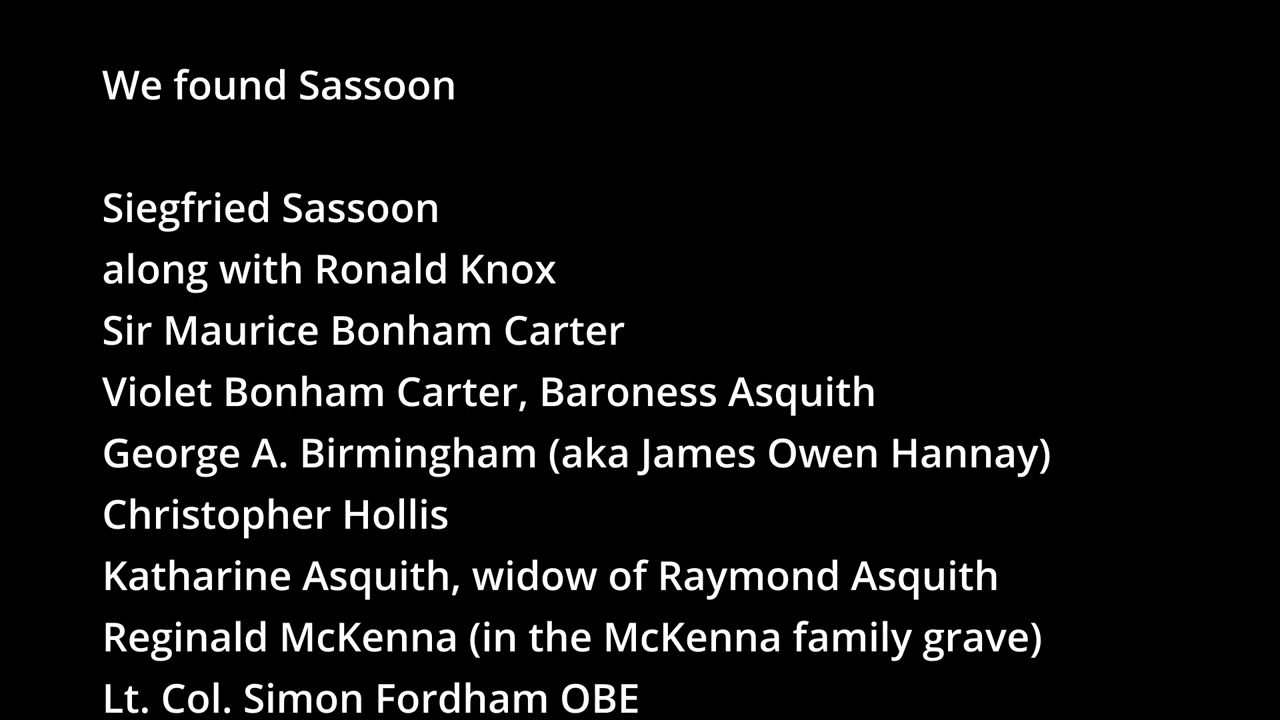 We found Sassoon
Siegfried Sassoon
along with Ronald Knox
Sir Maurice Bonham Carter
Violet Bonham Carter, Baroness Asquith
George A. Birmingham (aka James Owen Hannay)
Christopher Hollis
Katharine Asquith, widow of Raymond Asquith
Reginald McKenna (in the McKenna family grave)
Lt. Col. Simon Fordham OBE